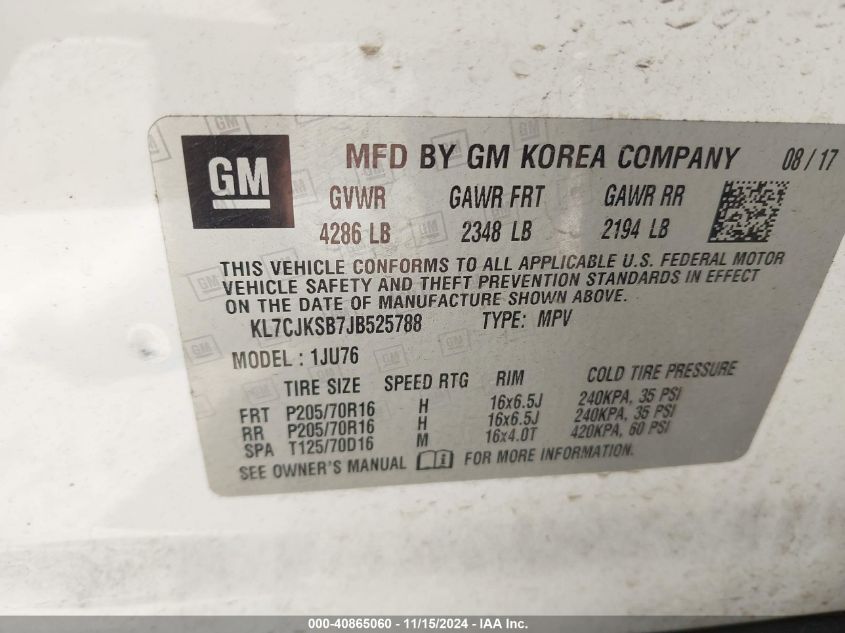 GM
MFD BY GM KOREA COMPANY 08/17
GVWR GAWR FRT GAWR RR
4286 LB 2348 LB 2194 LB
THIS VEHICLE CONFORMS TO ALL APPLICABLE U.S. FEDERAL MOTOR
VEHICLE SAFETY AND THEFT PREVENTION STANDARDS IN EFFECT
ON THE DATE OF MANUFACTURE SHOWN ABOVE.
KL7CJKSB7JB525788 TYPE: MPV
MODEL : 1JU76
TIRE SIZE SPEED RTG RIM COLD TIRE PRESSURE
FRT P205/70R16 H 16x6.5J 240KPA, 35 PSI
RR P205/70R16 H 16x6.5J 240KPA, 35 PSI
SPA T125/70D16 M 16x4.0T 420KPA, 60 PSI
SEE OWNER'S MANUAL FOR MORE INFORMATION.
000-40865060 - 11/15/2024 - IAA Inc.